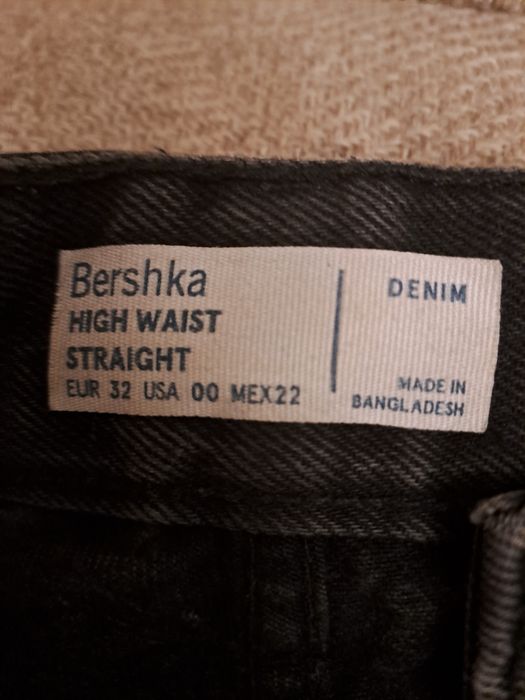 Bershka
HIGH WAIST
STRAIGHT
EUR 32 USA 00 MEX22
DENIM
MADE IN
BANGLADESH